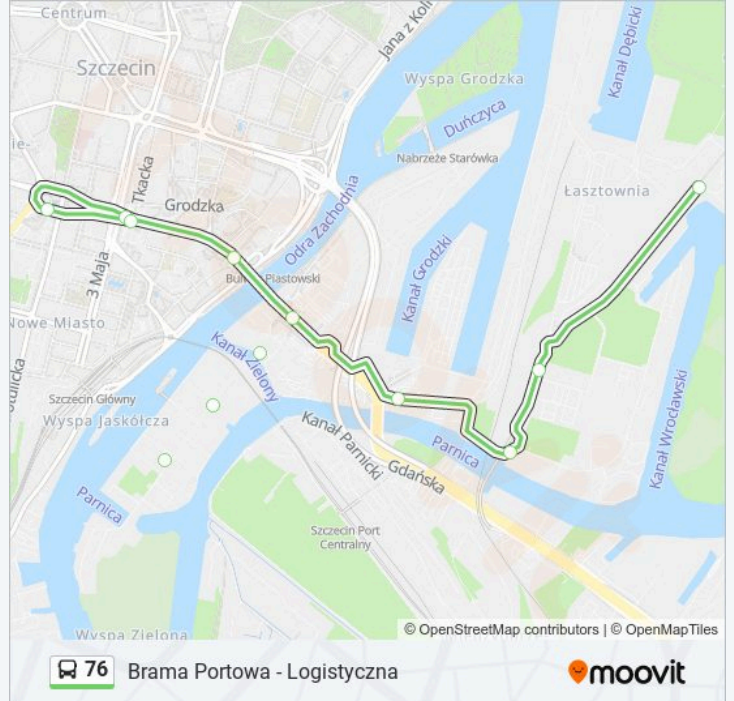 Centrum
Jana z Kol
Szczecin
Wyspa Grodzka
Kanał Dębicki
Duńczyca
Nabrzeże Starówka
ie-
Tkacka
Łasztownia
Grodzka
Odra Zachodnia
3 Maja
Kanał Grodzki
Piastowski
Nowe Miasto
Kanał Zielony
Szczecin Główny
Wyspa Jaskółcza
Kanał Wrocławski
Kanał Parnicki
Parnica
Gdańska
Parnica
Szczecin Port
Centralny
Wyspa Zielona
© OpenStreetMap contributors | © OpenMapTiles
76 Brama Portowa - Logistyczna
moovit